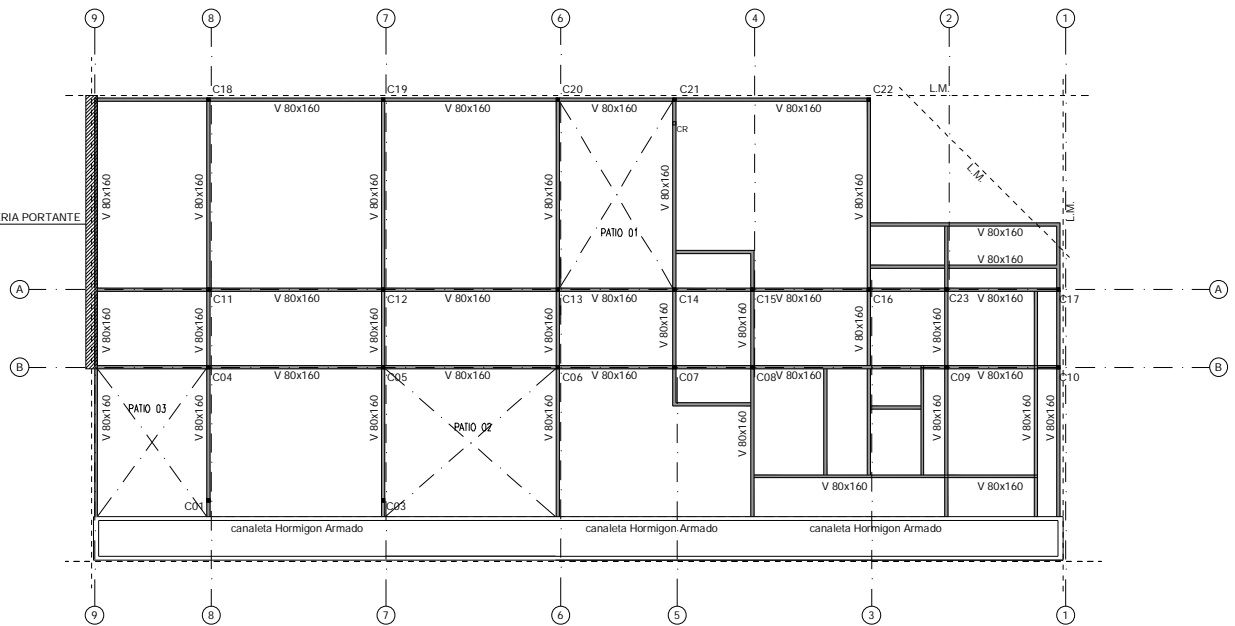 9 8 7 6 4 2 1
C18 C19 C20 C21 C22 L.M.
V 80x160 V 80x160 V 80x160 V 80x160
CR
L.M.
V 80x160 V 80x160 V 80x160 V 80x160 V 80x160 V 80x160
L.M.
RIA PORTANTE
PATIO 01
V 80x160
V 80x160
A A
C11 V 80x160 C12 V 80x160 C13 V 80x160 C14 C15 V 80x160 C16 C23 V 80x160 C17
V 80x160 V 80x160 V 80x160 V 80x160 V 80x160 V 80x160 V 80x160 V 80x160
B B
C04 V 80x160 C05 V 80x160 C06 V 80x160 C07 C08 V 80x160 C09 V 80x160 C10
V 80x160 V 80x160 V 80x160 V 80x160 V 80x160 V 80x160 V 80x160
PATIO 03
PATIO 02
V 80x160 V 80x160
C01 C03
canaleta Hormigon Armado canaleta Hormigon Armado canaleta Hormigon Armado
9 8 7 6 5 3 1